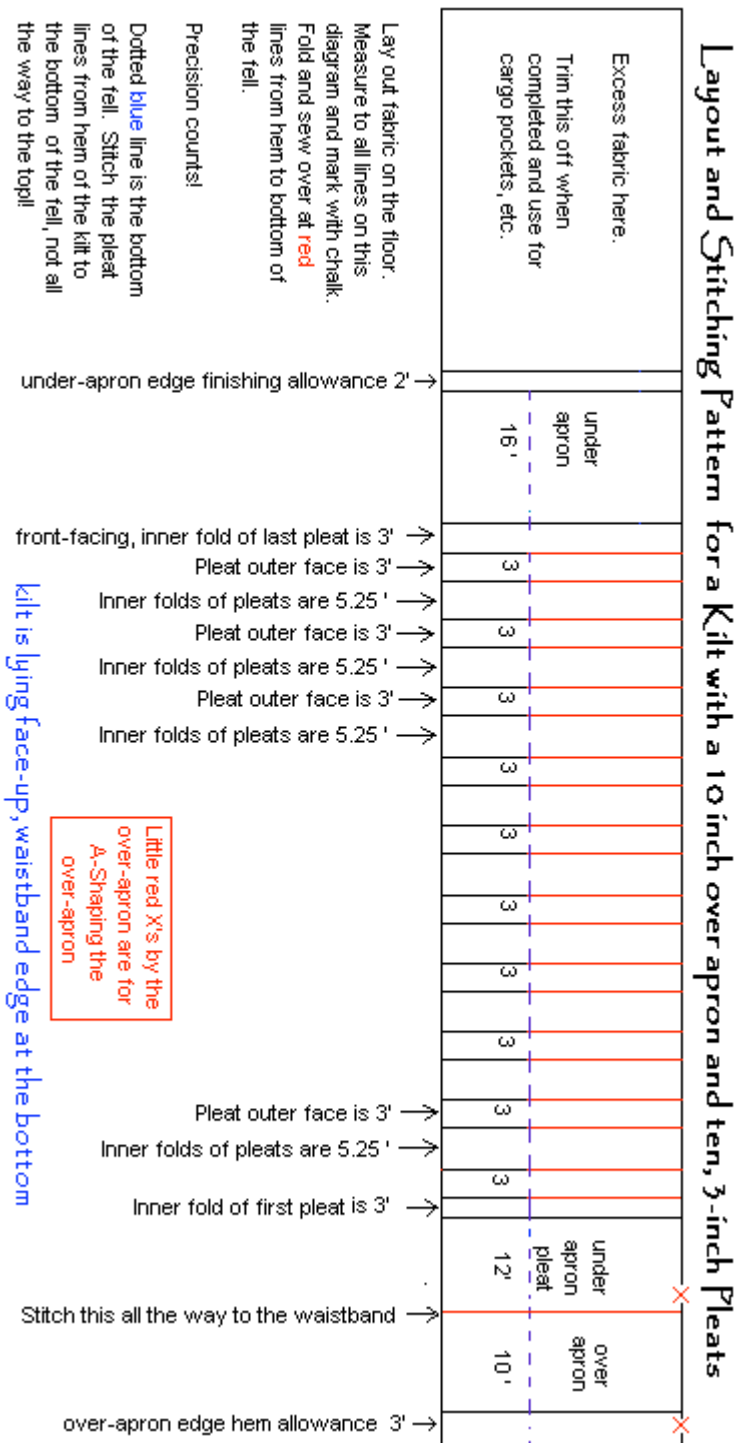 Layout and Stitching Pattern for a Kilt with a 10 inch over apron and ten, 3-inch Pleats
Excess fabric here.
Trim this off when
completed and use for
cargo pockets, etc.
Lay out fabric on the floor.
Measure to all lines on this
diagram and mark with chalk.
Fold and sew over at red
lines from hem to bottom of
the fell.
Precision counts!
Dotted blue line is the bottom
of the fell. Stitch the pleat
lines from hem of the kilt to
the bottom of the fell, not all
the way to the top!!
under-apron edge finishing allowance 2'
under
apron
16 '
front-facing, inner fold of last pleat is 3'
Pleat outer face is 3'
3
Inner folds of pleats are 5.25 '
Pleat outer face is 3'
3
Inner folds of pleats are 5.25 '
Pleat outer face is 3'
3
Inner folds of pleats are 5.25 '
3
3
3
3
3
Pleat outer face is 3'
3
Inner folds of pleats are 5.25 '
3
Inner fold of first pleat is 3'
under
apron
pleat
12'
Stitch this all the way to the waistband
over
apron
10 '
over-apron edge hem allowance 3'
Little red X's by the
over-apron are for
A-Shaping the
over-apron
kilt is lying face-up, waistband edge at the bottom